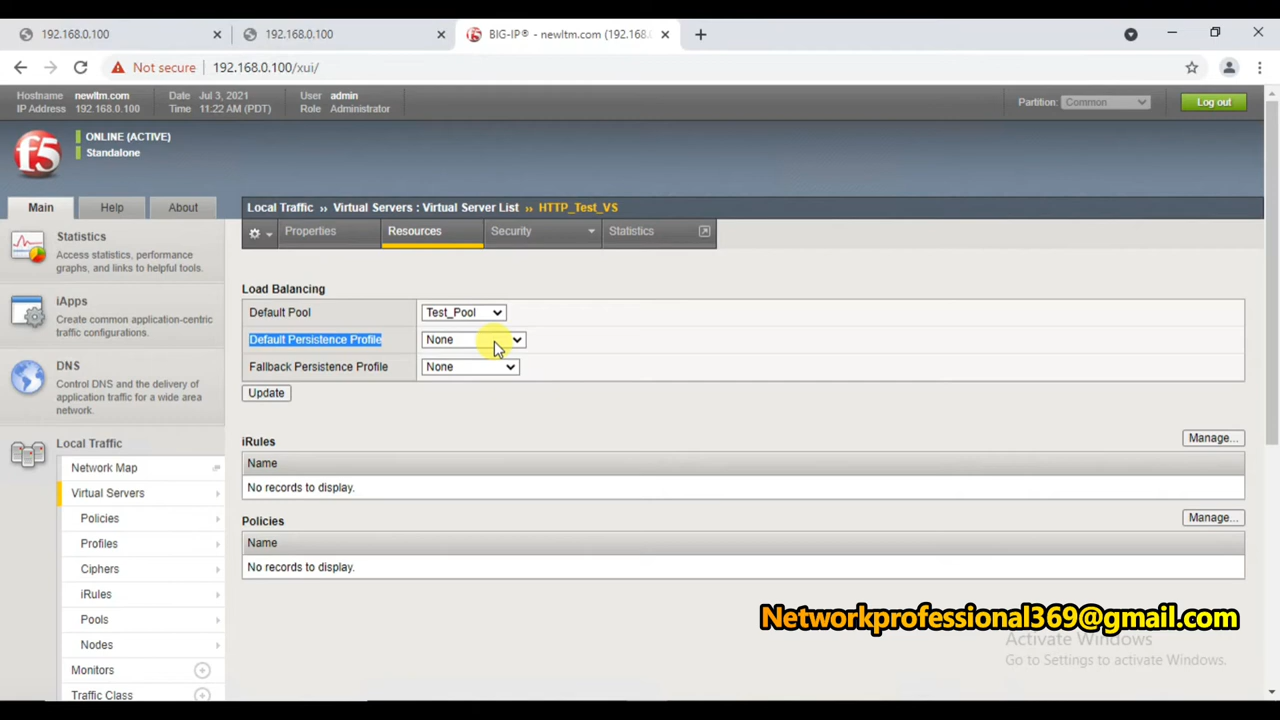 192.168.0.100
192.168.0.100
BIG-IP® - newltm.com (192.168.0
Not secure 192.168.0.100/xui/
Hostname newltm.com Date Jul 3, 2021 User admin
IP Address 192.168.0.100 Time 11:22 AM (PDT) Role Administrator
Partition: Common
Log out
f5
ONLINE (ACTIVE)
Standalone
Main Help About
Local Traffic ›› Virtual Servers : Virtual Server List ›› HTTP_Test_VS
Properties Resources Security Statistics
Statistics
Access statistics, performance
graphs, and links to helpful tools.
iApps
Create common application-centric
traffic configurations.
DNS
Control DNS and the delivery of
application traffic for a wide area
network.
Local Traffic
Network Map
Virtual Servers
Policies
Profiles
Ciphers
iRules
Pools
Nodes
Monitors
Traffic Class
Load Balancing
Default Pool Test_Pool
Default Persistence Profile None
Fallback Persistence Profile None
Update
iRules Manage...
Name
No records to display.
Policies Manage...
Name
No records to display.
Networkprofessional369@gmail.com
Activate Windows
Go to Settings to activate Windows.